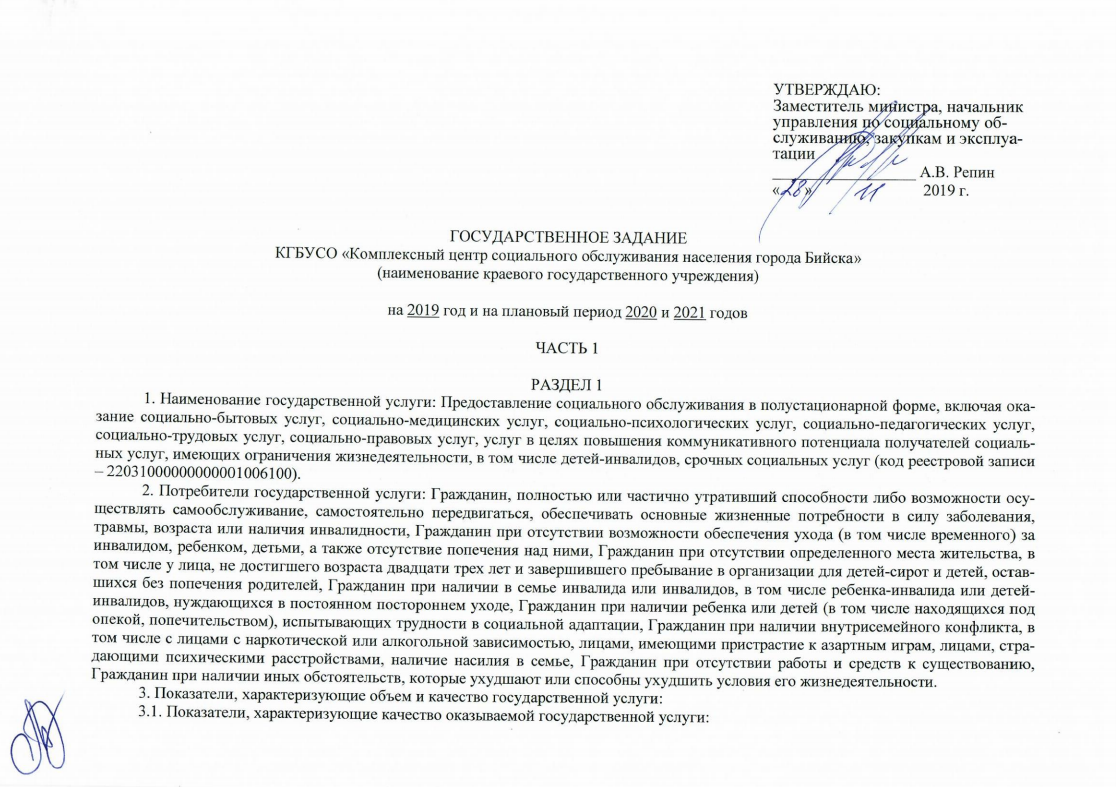 УТВЕРЖДАЮ:
Заместитель министра, начальник
управления по социальному об-
служиванию, закупкам и эксплуа-
тации
__________________ А.В. Репин
«28» 11 2019 г.
ГОСУДАРСТВЕННОЕ ЗАДАНИЕ
КГБУСО «Комплексный центр социального обслуживания населения города Бийска»
(наименование краевого государственного учреждения)
на 2019 год и на плановый период 2020 и 2021 годов
ЧАСТЬ 1
РАЗДЕЛ 1
1. Наименование государственной услуги: Предоставление социального обслуживания в полустационарной форме, включая ока-
зание социально-бытовых услуг, социально-медицинских услуг, социально-психологических услуг, социально-педагогических услуг,
социально-трудовых услуг, социально-правовых услуг, услуг в целях повышения коммуникативного потенциала получателей социаль-
ных услуг, имеющих ограничения жизнедеятельности, в том числе детей-инвалидов, срочных социальных услуг (код реестровой записи
– 22031000000000001006100).
2. Потребители государственной услуги: Гражданин, полностью или частично утративший способности либо возможности осу-
ществлять самообслуживание, самостоятельно передвигаться, обеспечивать основные жизненные потребности в силу заболевания,
травмы, возраста или наличия инвалидности, Гражданин при отсутствии возможности обеспечения ухода (в том числе временного) за
инвалидом, ребенком, детьми, а также отсутствие попечения над ними, Гражданин при отсутствии определенного места жительства, в
том числе у лица, не достигшего возраста двадцати трех лет и завершившего пребывание в организации для детей-сирот и детей, остав-
шихся без попечения родителей, Гражданин при наличии в семье инвалида или инвалидов, в том числе ребенка-инвалида или детей-
инвалидов, нуждающихся в постоянном постороннем уходе, Гражданин при наличии ребенка или детей (в том числе находящихся под
опекой, попечительством), испытывающих трудности в социальной адаптации, Гражданин при наличии внутрисемейного конфликта, в
том числе с лицами с наркотической или алкогольной зависимостью, лицами, имеющими пристрастие к азартным играм, лицами, стра-
дающими психическими расстройствами, наличие насилия в семье, Гражданин при отсутствии работы и средств к существованию,
Гражданин при наличии иных обстоятельств, которые ухудшают или способны ухудшить условия его жизнедеятельности.
3. Показатели, характеризующие объем и качество государственной услуги:
3.1. Показатели, характеризующие качество оказываемой государственной услуги: